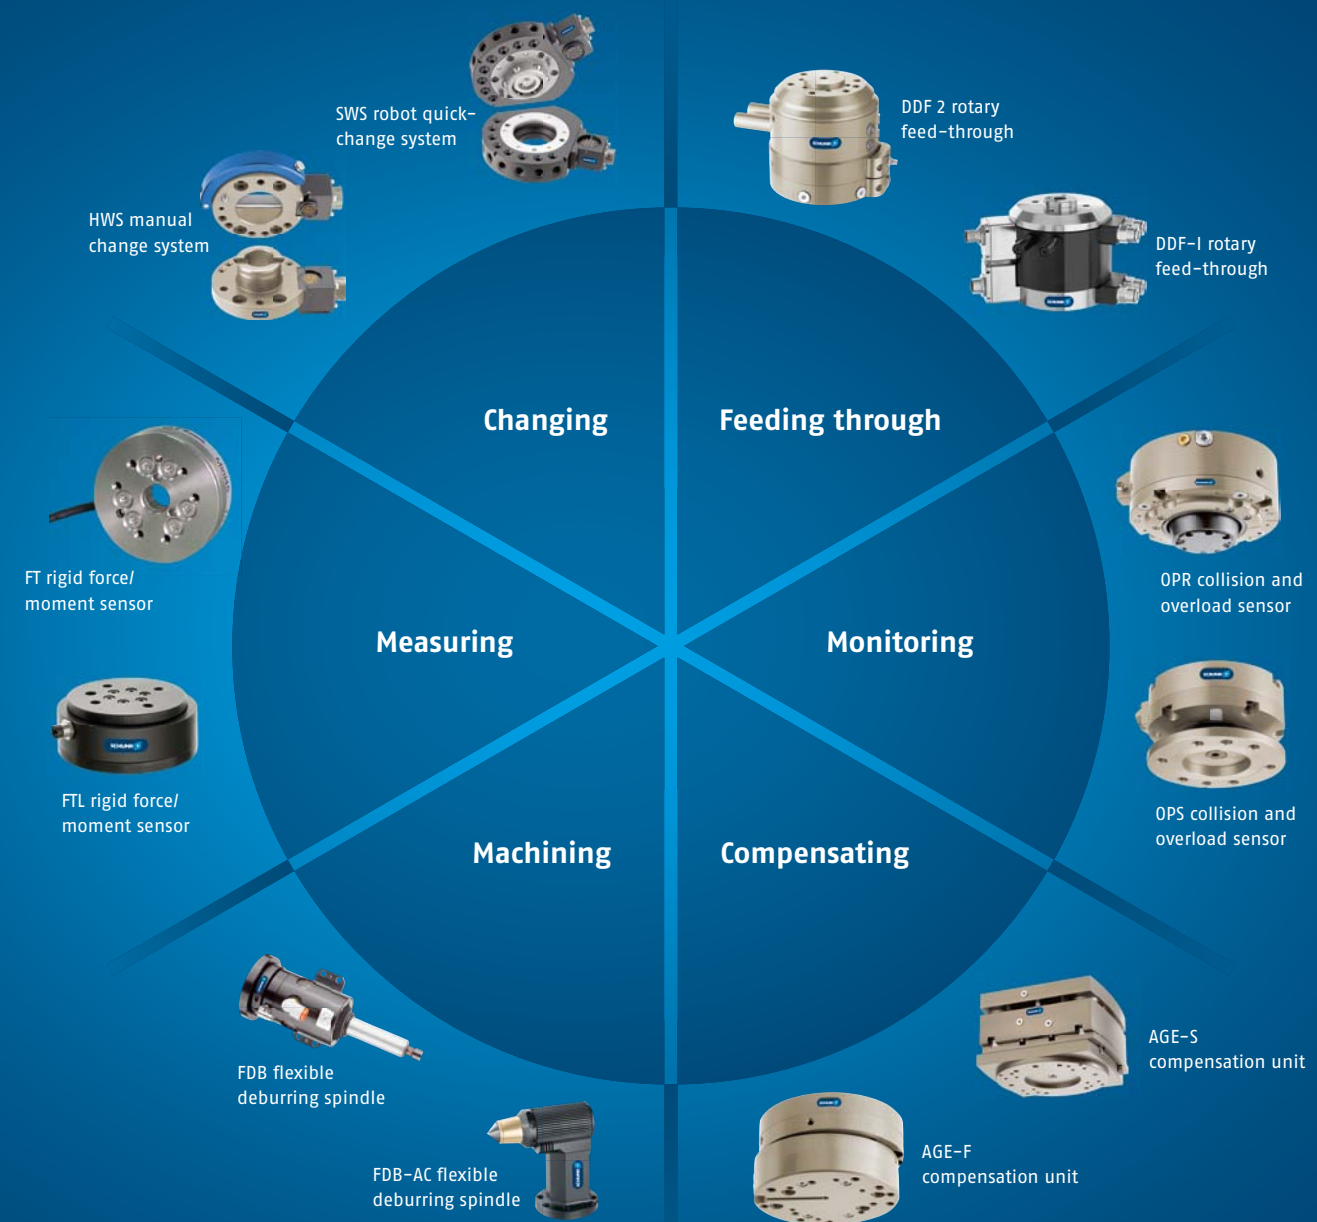 SWS robot quick-
change system
DDF 2 rotary
feed-through
HWS manual
change system
DDF-I rotary
feed-through
Changing
Feeding through
FT rigid force/
moment sensor
OPR collision and
overload sensor
Measuring
Monitoring
FTL rigid force/
moment sensor
OPS collision and
overload sensor
Machining
Compensating
FDB flexible
deburring spindle
AGE-S
compensation unit
FDB-AC flexible
deburring spindle
AGE-F
compensation unit
SCHUNK